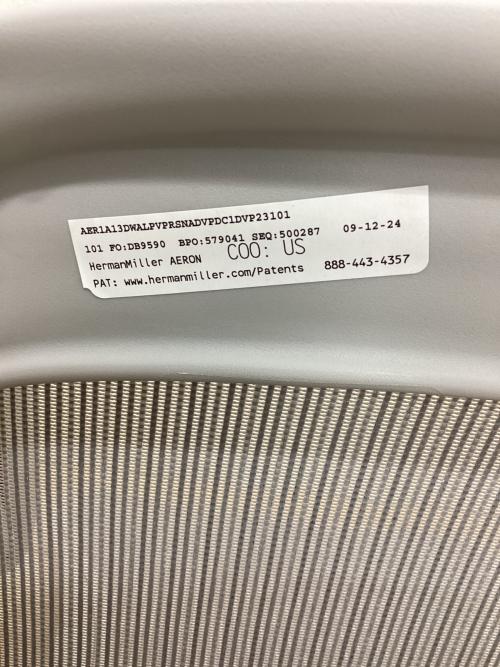 AER1A13DWALPVPRSNADVPDC1DVP23101
101 FO:DB9590 BPO:579041 SEQ:500287 09-12-24
HermanMiller AERON COO: US
PAT: www.hermanmiller.com/Patents 888-443-4357